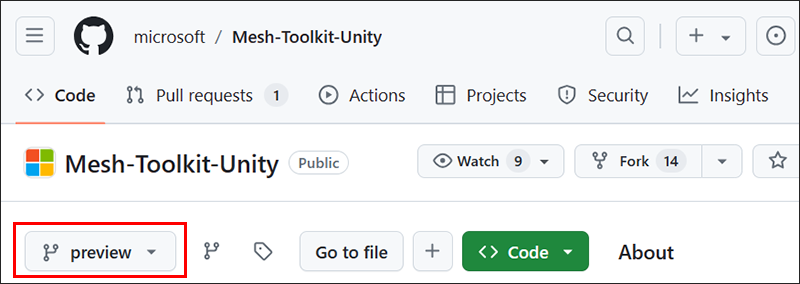 microsoft / Mesh-Toolkit-Unity
Code Pull requests 1 Actions Projects Security Insights
Mesh-Toolkit-Unity Public Watch 9 Fork 14
preview Go to file Code About